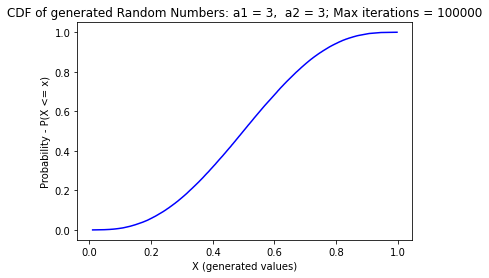 CDF of generated Random Numbers: a1 = 3,  a2 = 3; Max iterations = 100000
1.0
0.8
0.6
0.4
0.2
0.0
Probability - P(X <= x)
0.0 0.2 0.4 0.6 0.8 1.0
X (generated values)